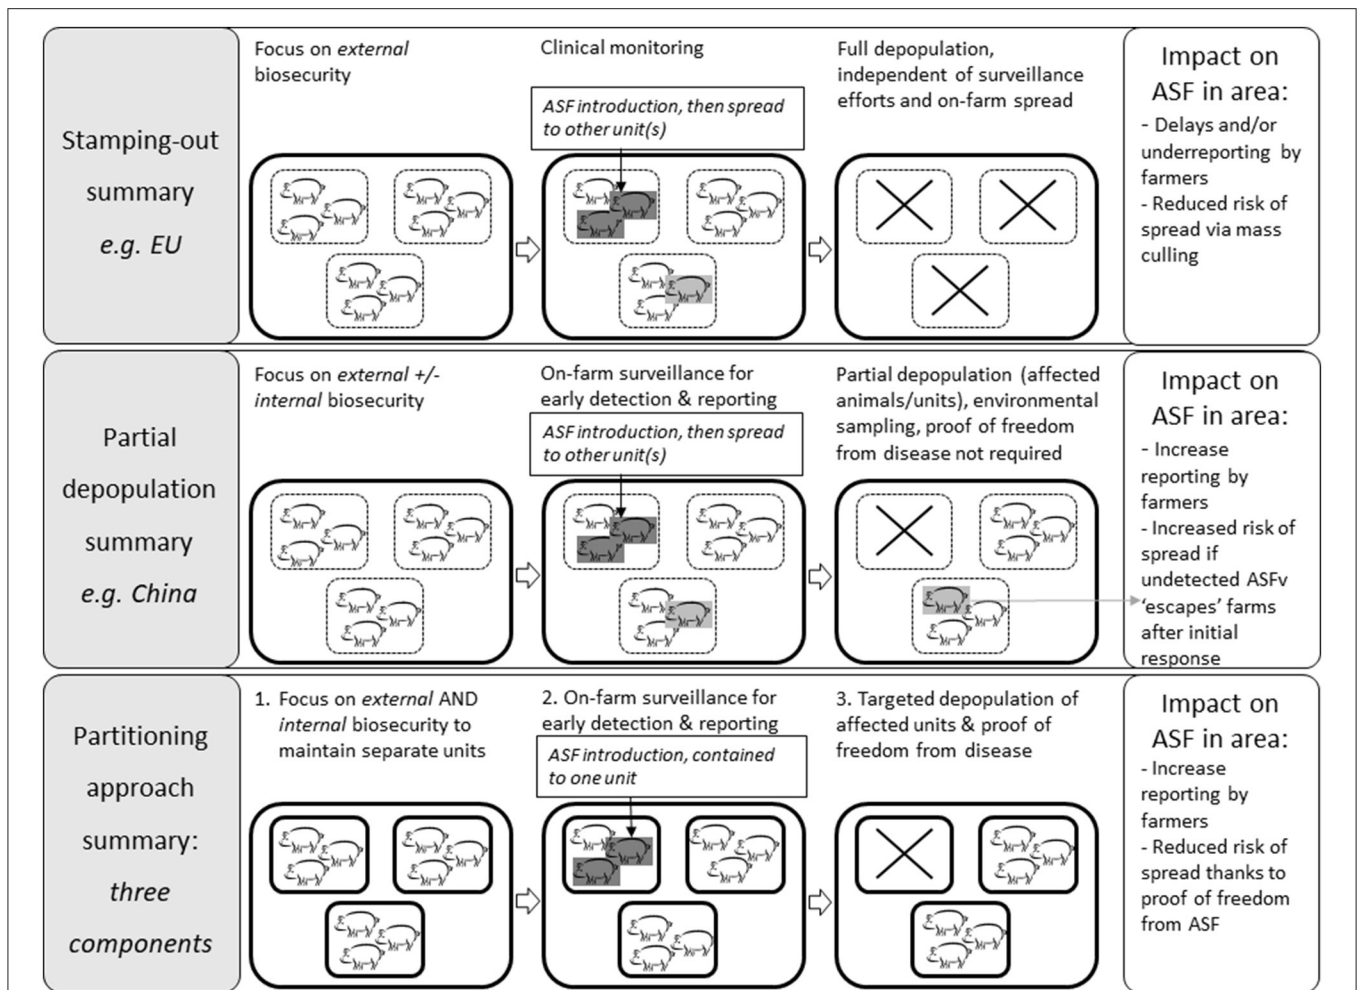 Stamping-out
summary
e.g. EU
Focus on external
biosecurity
Clinical monitoring
ASF introduction, then spread
to other unit(s)
Full depopulation,
independent of surveillance
efforts and on-farm spread
Impact on
ASF in area:
- Delays and/or
underreporting by
farmers
- Reduced risk of
spread via mass
culling
Partial
depopulation
summary
e.g. China
Focus on external +/-
internal biosecurity
On-farm surveillance for
early detection & reporting
ASF introduction, then spread
to other unit(s)
Partial depopulation (affected
animals/units), environmental
sampling, proof of freedom
from disease not required
Impact on
ASF in area:
- Increase
reporting by
farmers
- Increased risk of
spread if
undetected ASFv
‘escapes’ farms
after initial
response
Partitioning
approach
summary:
three
components
1. Focus on external AND
internal biosecurity to
maintain separate units
2. On-farm surveillance for
early detection & reporting
ASF introduction, contained
to one unit
3. Targeted depopulation of
affected units & proof of
freedom from disease
Impact on
ASF in area:
- Increase
reporting by
farmers
- Reduced risk of
spread thanks to
proof of freedom
from ASF